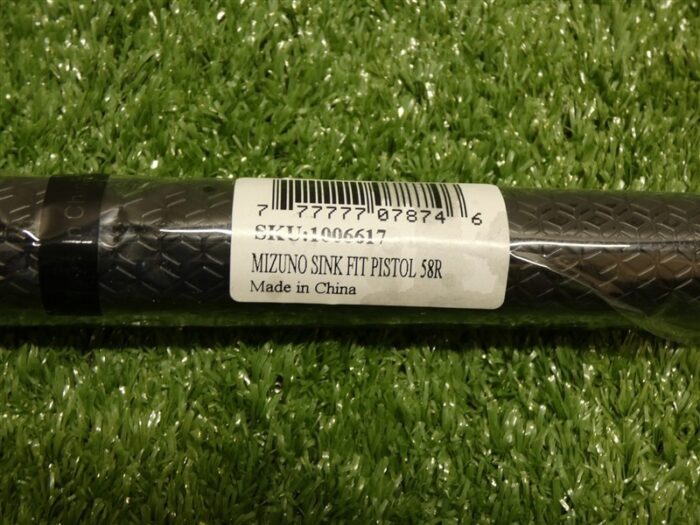 7 77777 07874 6
SKU:1006617
MIZUNO SINK FIT PISTOL 58R
Made in China